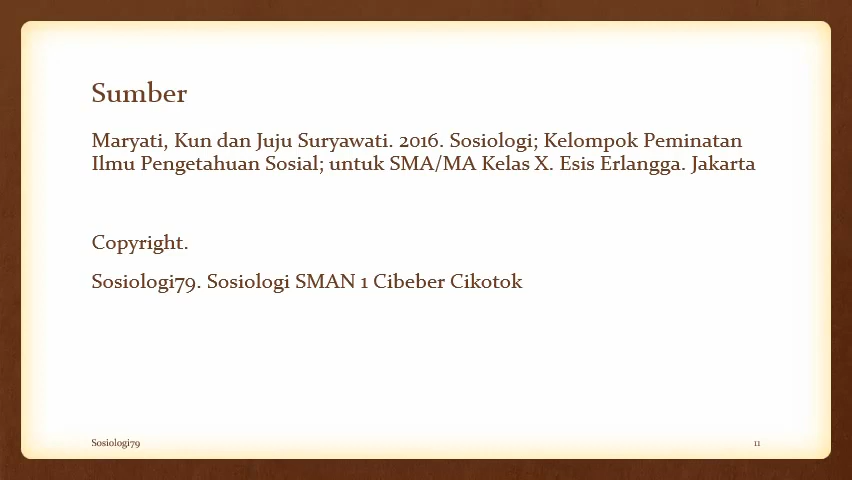 Sumber
Maryati, Kun dan Juju Suryawati. 2016. Sosiologi; Kelompok Peminatan
Ilmu Pengetahuan Sosial; untuk SMA/MA Kelas X. Esis Erlangga. Jakarta
Copyright.
Sosiologi79. Sosiologi SMAN 1 Cibeber Cikotok
Sosiologi79
11